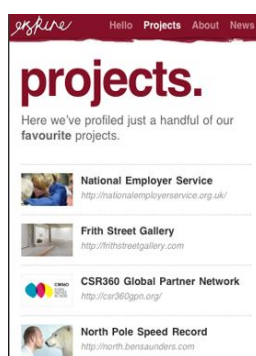 erskine
Hello Projects About News
projects.
Here we've profiled just a handful of our
favourite projects.
National Employer Service
http://nationalemployerservice.org.uk/
Frith Street Gallery
http://frithstreetgallery.com
CSR360
CSR360 Global Partner Network
http://csr360gpn.org/
North Pole Speed Record
http://north.bensaunders.com